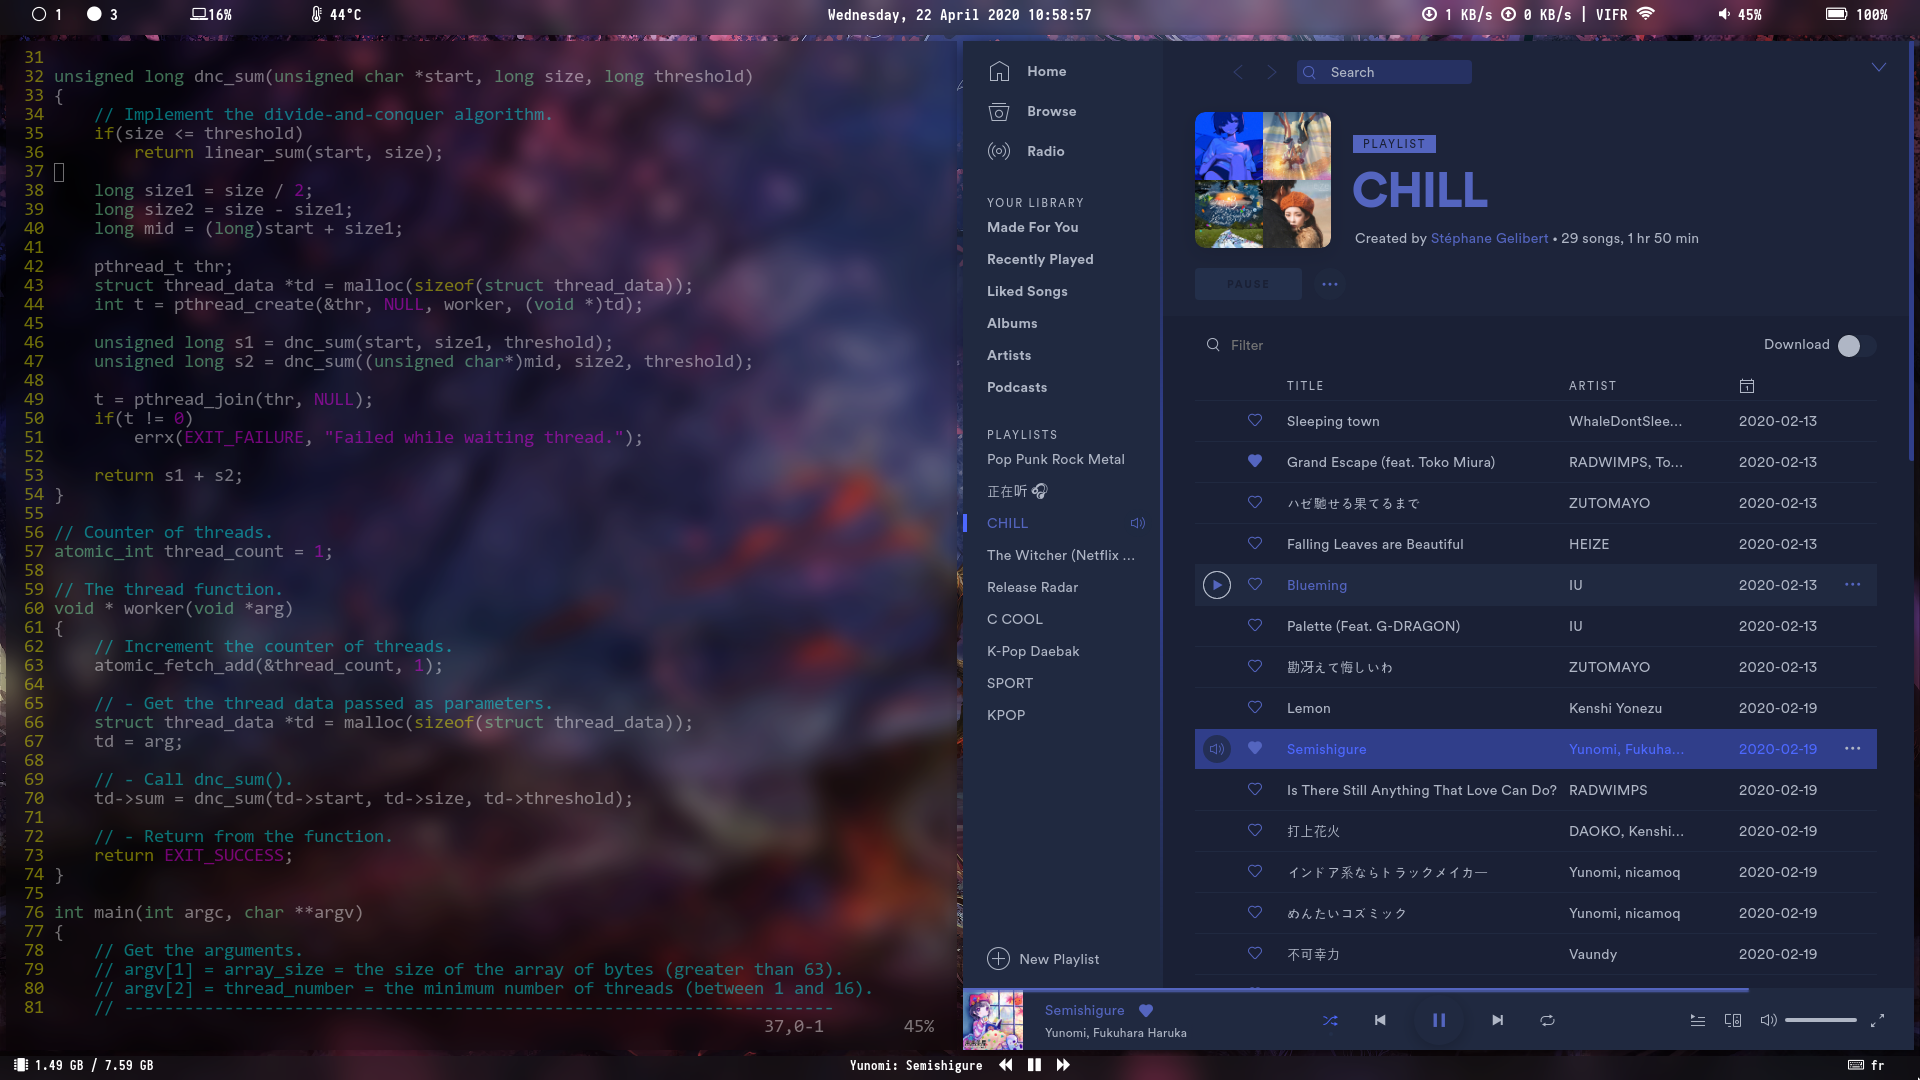 1 3 16% 44°C Wednesday, 22 April 2020 10:58:57 1 KB/s 0 KB/s | VIFR 45% 100%
31
32 unsigned long dnc_sum(unsigned char *start, long size, long threshold)
33 {
34     // Implement the divide-and-conquer algorithm.
35     if(size <= threshold)
36         return linear_sum(start, size);
37
38     long size1 = size / 2;
39     long size2 = size - size1;
40     long mid = (long)start + size1;
41
42     pthread_t thr;
43     struct thread_data *td = malloc(sizeof(struct thread_data));
44     int t = pthread_create(&thr, NULL, worker, (void *)td);
45
46     unsigned long s1 = dnc_sum(start, size1, threshold);
47     unsigned long s2 = dnc_sum((unsigned char*)mid, size2, threshold);
48
49     t = pthread_join(thr, NULL);
50     if(t != 0)
51         errx(EXIT_FAILURE, "Failed while waiting thread.");
52
53     return s1 + s2;
54 }
55
56 // Counter of threads.
57 atomic_int thread_count = 1;
58
59 // The thread function.
60 void * worker(void *arg)
61 {
62     // Increment the counter of threads.
63     atomic_fetch_add(&thread_count, 1);
64
65     // - Get the thread data passed as parameters.
66     struct thread_data *td = malloc(sizeof(struct thread_data));
67     td = arg;
68
69     // - Call dnc_sum().
70     td->sum = dnc_sum(td->start, td->size, td->threshold);
71
72     // - Return from the function.
73     return EXIT_SUCCESS;
74 }
75
76 int main(int argc, char **argv)
77 {
78     // Get the arguments.
79     // argv[1] = array_size = the size of the array of bytes (greater than 63).
80     // argv[2] = thread_number = the minimum number of threads (between 1 and 16).
81     // -----------------------------------------------------------------------
37,0-1 45%
Home
Browse
Radio
YOUR LIBRARY
Made For You
Recently Played
Liked Songs
Albums
Artists
Podcasts
PLAYLISTS
Pop Punk Rock Metal
正在听 🎧
CHILL
The Witcher (Netflix ...
Release Radar
C COOL
K-Pop Daebak
SPORT
KPOP
New Playlist
Search
PLAYLIST
CHILL
Created by Stéphane Gelibert • 29 songs, 1 hr 50 min
PAUSE
Filter Download
TITLE ARTIST
Sleeping town WhaleDontSlee... 2020-02-13
Grand Escape (feat. Toko Miura) RADWIMPS, To... 2020-02-13
ハゼ馳せる果てるまで ZUTOMAYO 2020-02-13
Falling Leaves are Beautiful HEIZE 2020-02-13
Blueming IU 2020-02-13
Palette (Feat. G-DRAGON) IU 2020-02-13
勘冴えて悔しいわ ZUTOMAYO 2020-02-13
Lemon Kenshi Yonezu 2020-02-19
Semishigure Yunomi, Fukuha... 2020-02-19
Is There Still Anything That Love Can Do? RADWIMPS 2020-02-19
打上花火 DAOKO, Kenshi... 2020-02-19
インドア系ならトラックメイカー Yunomi, nicamoq 2020-02-19
めんたいコズミック Yunomi, nicamoq 2020-02-19
不可幸力 Vaundy 2020-02-19
Semishigure
Yunomi, Fukuhara Haruka
1.49 GB / 7.59 GB Yunomi: Semishigure fr